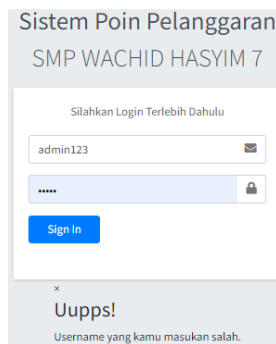 Sistem Poin Pelanggaran
SMP WACHID HASYIM 7
Silahkan Login Terlebih Dahulu
admin123
•••••
Sign In
×
Uupps!
Username yang kamu masukan salah.